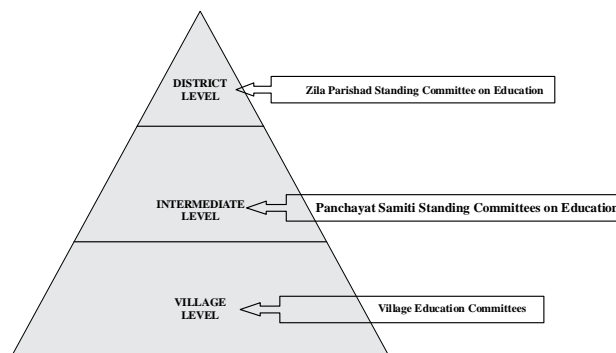 DISTRICT
LEVEL
Zila Parishad Standing Committee on Education
INTERMEDIATE
LEVEL
Panchayat Samiti Standing Committees on Education
VILLAGE
LEVEL
Village Education Committees